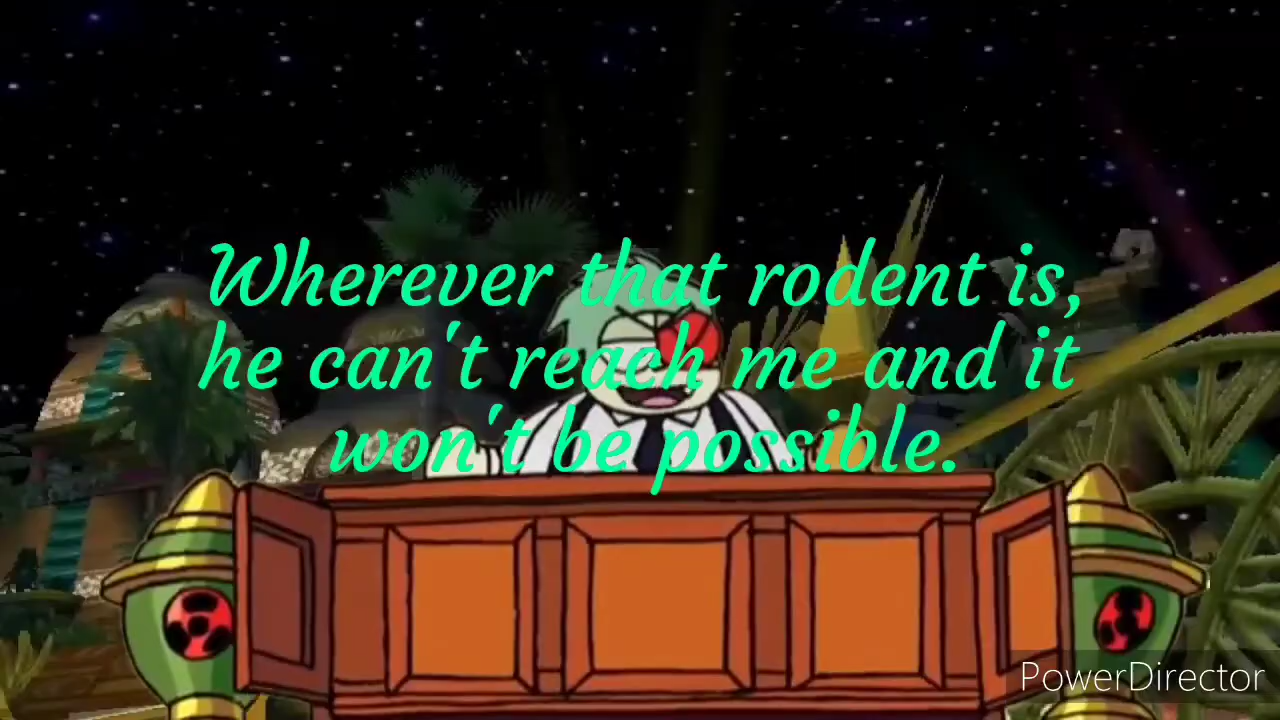 Wherever that rodent is,
he can't reach me and it
won't be possible.
PowerDirector